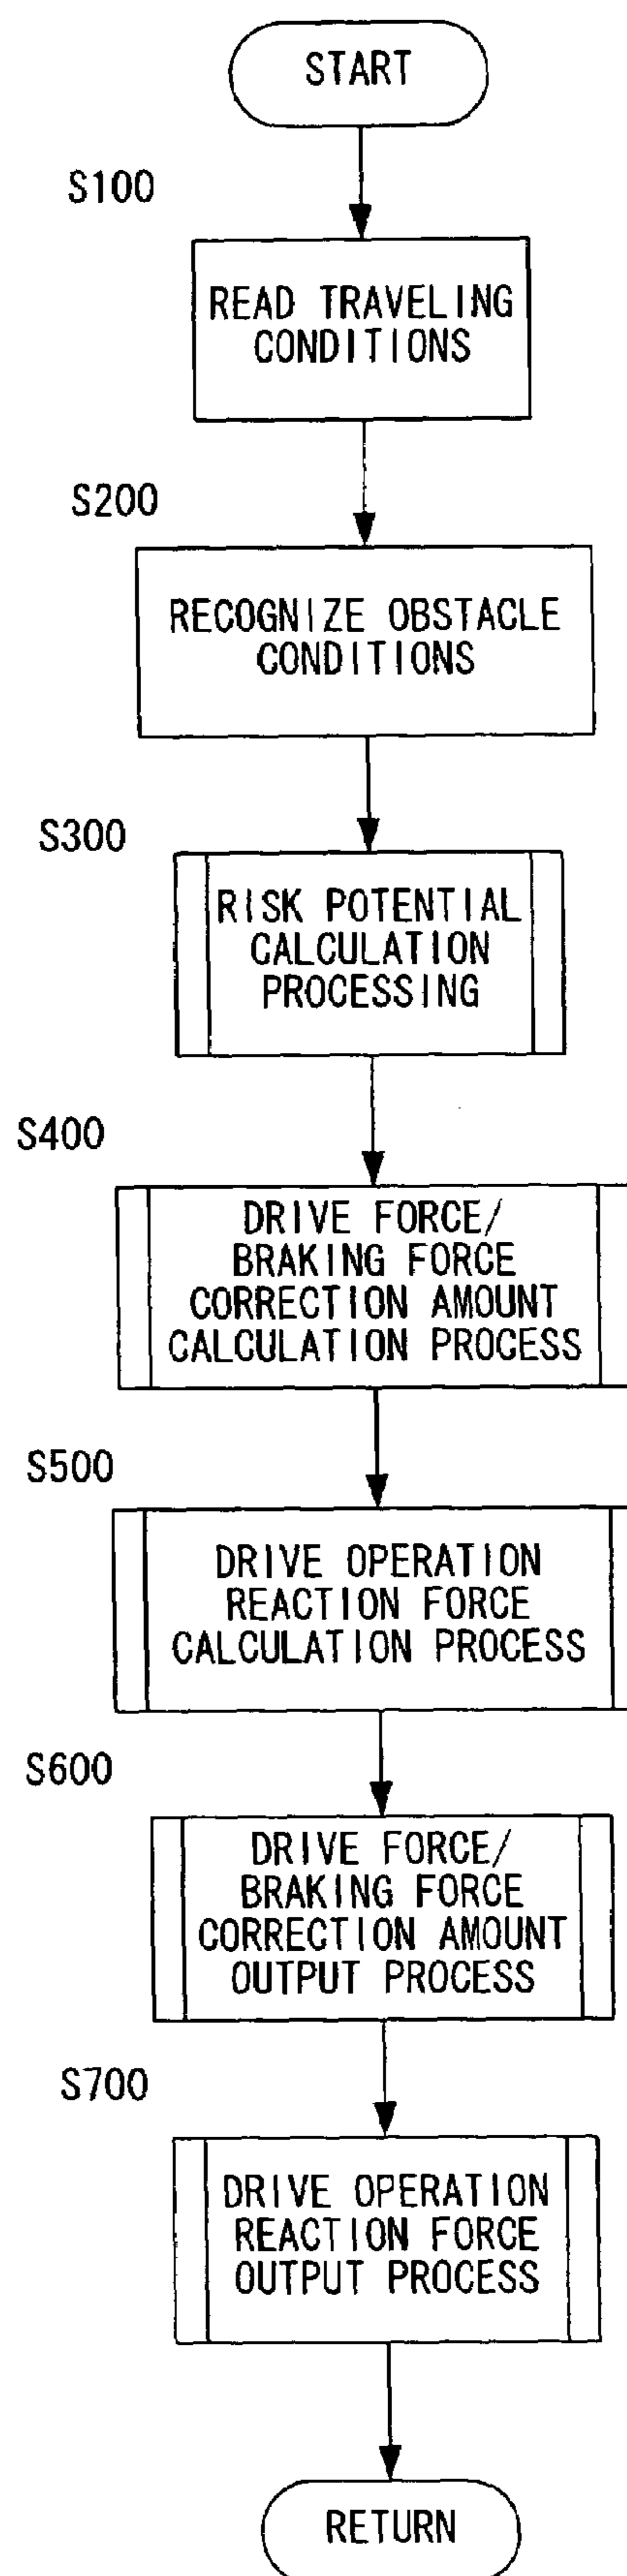 START
S100
READ TRAVELING
CONDITIONS
S200
RECOGNIZE OBSTACLE
CONDITIONS
S300
RISK POTENTIAL
CALCULATION
PROCESSING
S400
DRIVE FORCE/
BRAKING FORCE
CORRECTION AMOUNT
CALCULATION PROCESS
S500
DRIVE OPERATION
REACTION FORCE
CALCULATION PROCESS
S600
DRIVE FORCE/
BRAKING FORCE
CORRECTION AMOUNT
OUTPUT PROCESS
S700
DRIVE OPERATION
REACTION FORCE
OUTPUT PROCESS
RETURN